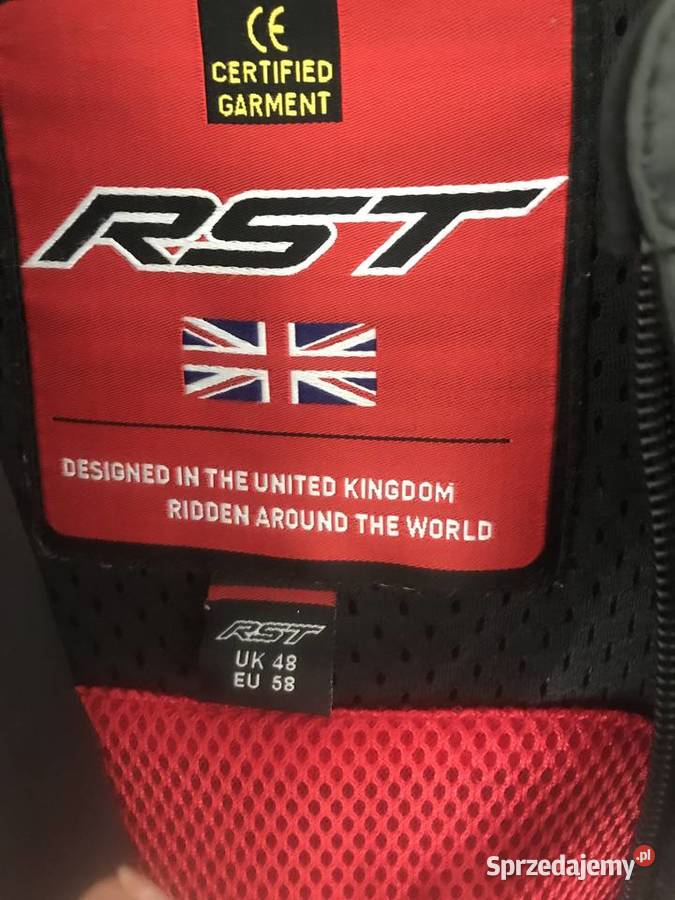 CE
CERTIFIED
GARMENT
RST
DESIGNED IN THE UNITED KINGDOM
RIDDEN AROUND THE WORLD
RST
UK 48
EU 58
Sprzedajemy.pl